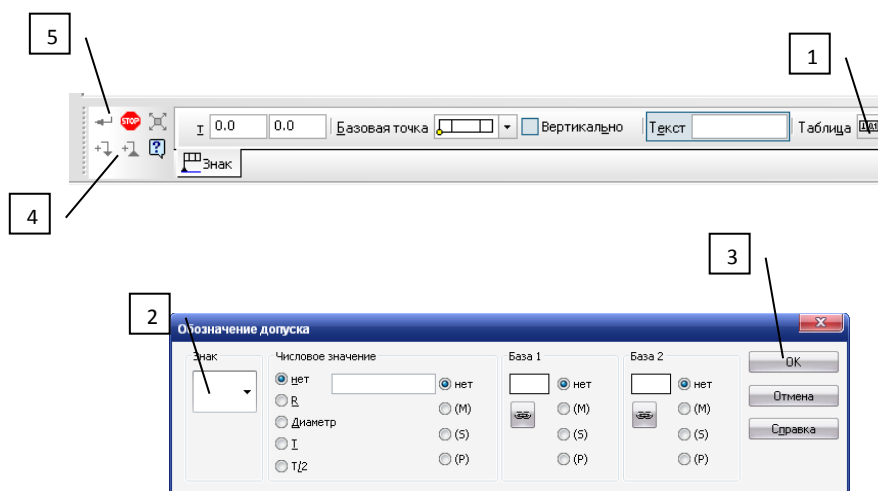 5
1
STOP
т 0.0 0.0 Базовая точка Вертикально Текст Таблица
Знак
4
3
2
Обозначение допуска
Знак Числовое значение База 1 База 2 OK
нет нет нет нет
R (M) (M) (M) Отмена
Диаметр (S) (S) (S) Справка
T
T/2 (P) (P) (P)